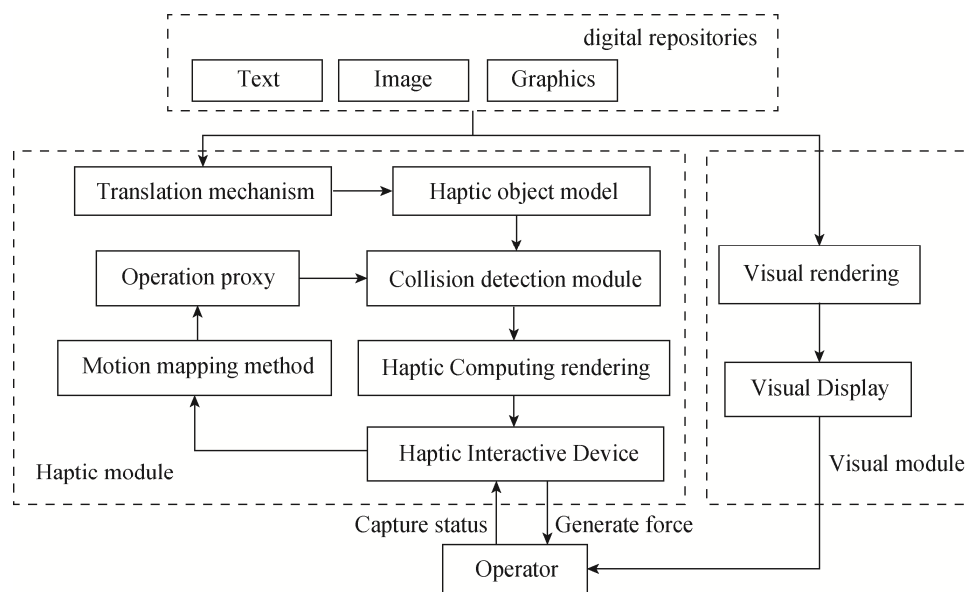 digital repositories
Text
Image
Graphics
Translation mechanism
Haptic object model
Operation proxy
Collision detection module
Visual rendering
Motion mapping method
Haptic Computing rendering
Visual Display
Haptic Interactive Device
Haptic module
Visual module
Capture status
Generate force
Operator